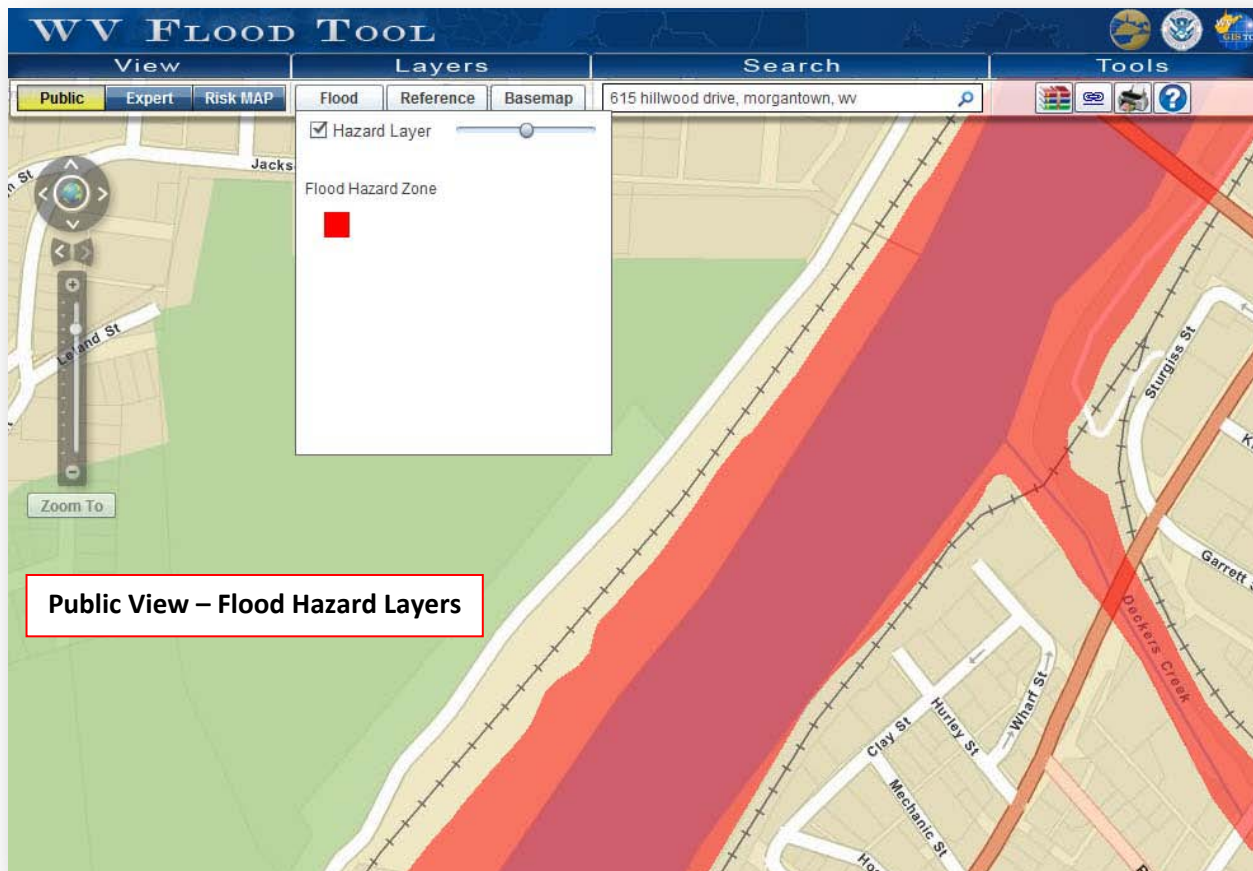 WV FLOOD TOOL
View Layers Search Tools
Public Expert Risk MAP Flood Reference Basemap 615 hillwood drive, morgantown, wv
Hazard Layer
Jacks
St
Flood Hazard Zone
Leland St
Sturgiss St
Zoom To
Garrett
Public View – Flood Hazard Layers
Deckers Creek
Wharf St
Hurley St
Clay St
Mechanic St